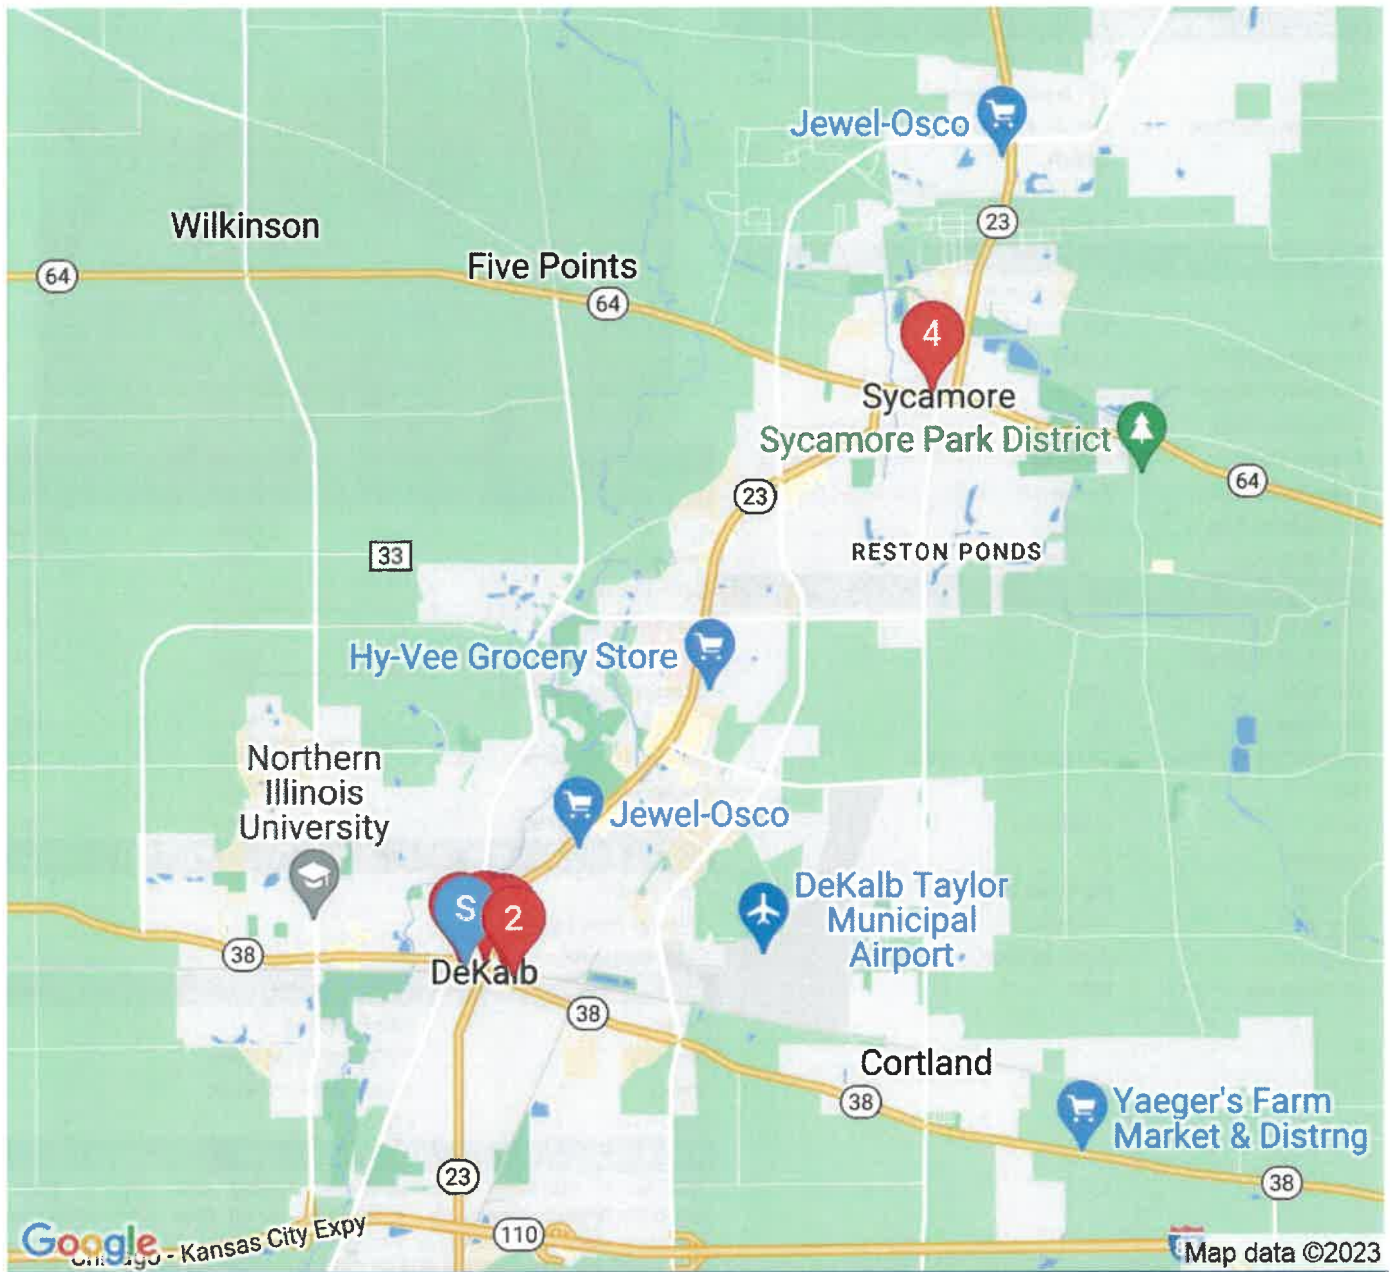 Jewel-Osco
23
Wilkinson
Five Points
64
64
4
Sycamore
Sycamore Park District
64
23
33
RESTON PONDS
Hy-Vee Grocery Store
Northern
Illinois
University
Jewel-Osco
DeKalb Taylor
Municipal
Airport
S
2
38
DeKalb
38
Cortland
38
Yaeger's Farm
Market & Distrng
23
38
110
Google
- Kansas City Expy
Map data ©2023